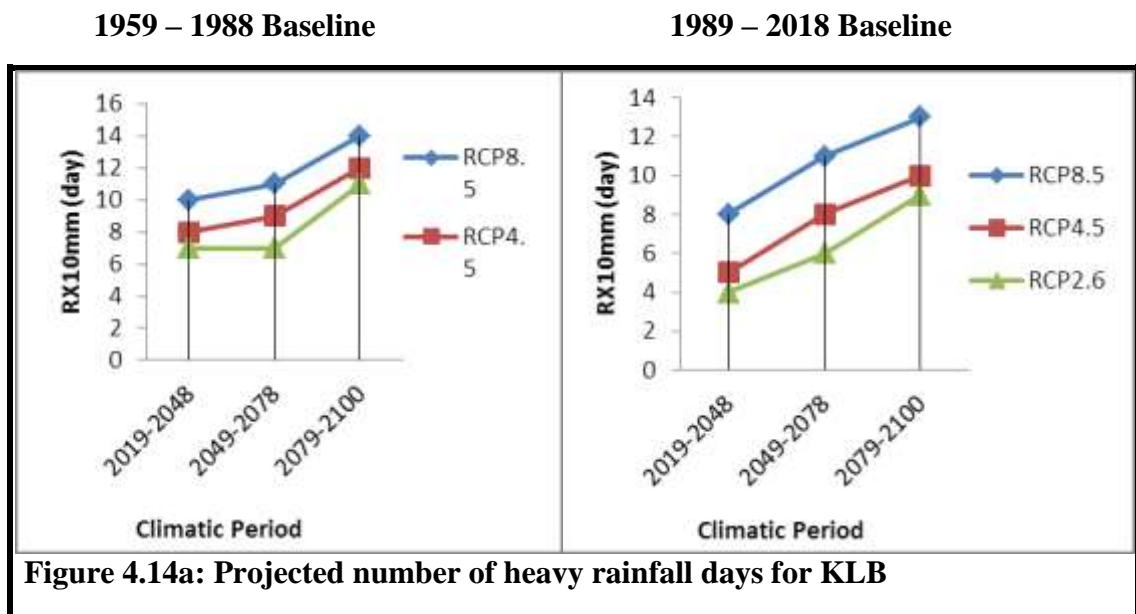 1959 – 1988 Baseline
1989 – 2018 Baseline
RX10mm (day)
16
14
12
10
8
6
4
2
0
2019-2048
2049-2078
2079-2100
Climatic Period
RCP8.
5
RCP4.
5
RX10mm (day)
14
12
10
8
6
4
2
0
2019-2048
2049-2078
2079-2100
Climatic Period
RCP8.5
RCP4.5
RCP2.6
Figure 4.14a: Projected number of heavy rainfall days for KLB